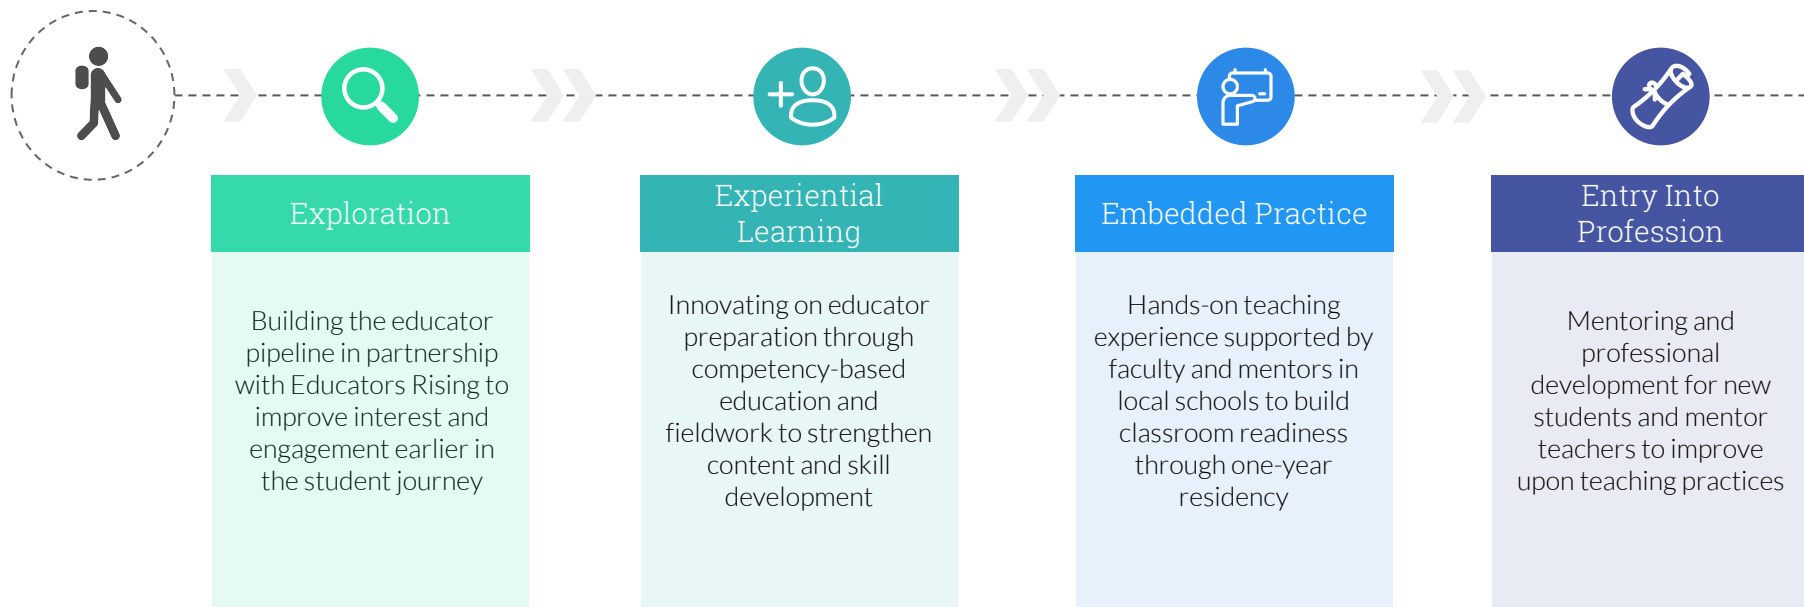 Exploration
Building the educator
pipeline in partnership
with Educators Rising to
improve interest and
engagement earlier in
the student journey
Experiential
Learning
Innovating on educator
preparation through
competency-based
education and
fieldwork to strengthen
content and skill
development
Embedded Practice
Hands-on teaching
experience supported by
faculty and mentors in
local schools to build
classroom readiness
through one-year
residency
Entry Into
Profession
Mentoring and
professional
development for new
students and mentor
teachers to improve
upon teaching practices